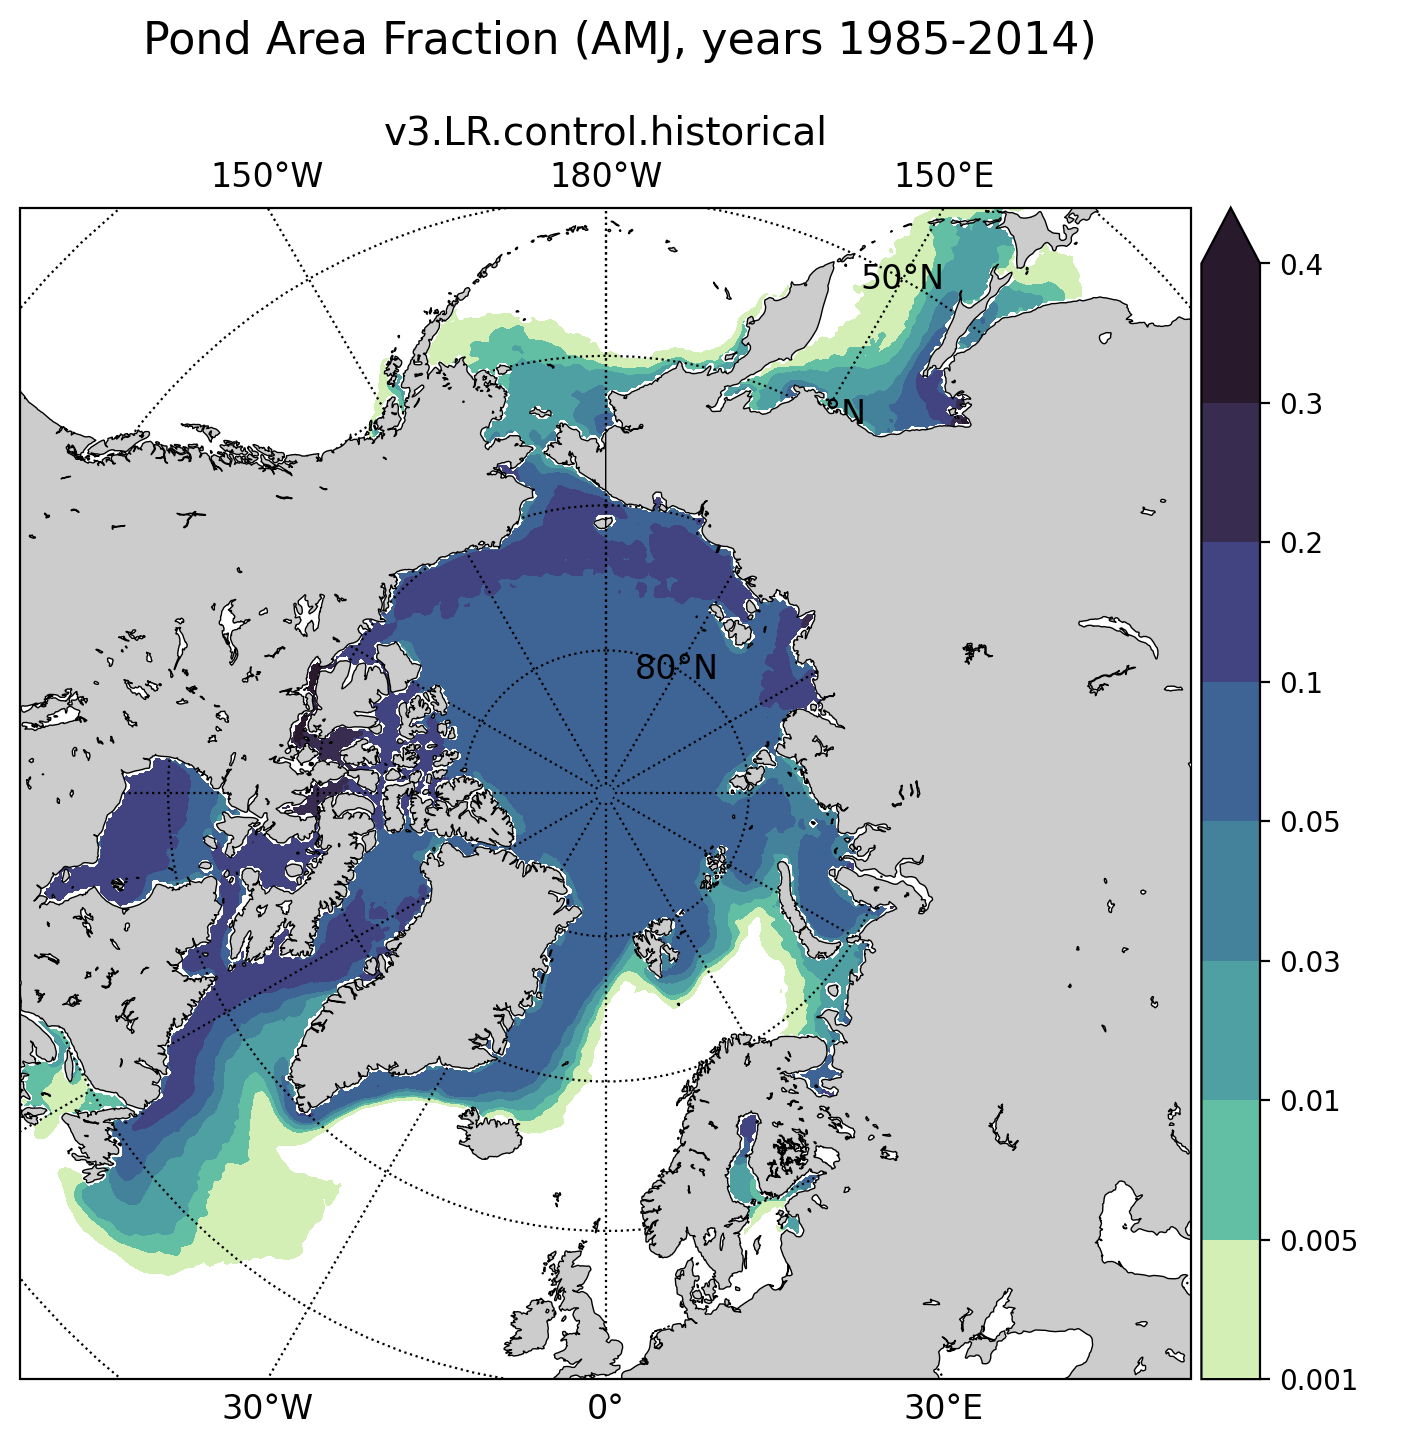 Pond Area Fraction (AMJ, years 1985-2014)
v3.LR.control.historical
150°W 180°W 150°E
50°N
°N
80°N
0.4
0.3
0.2
0.1
0.05
0.03
0.01
0.005
0.001
30°W 0° 30°E